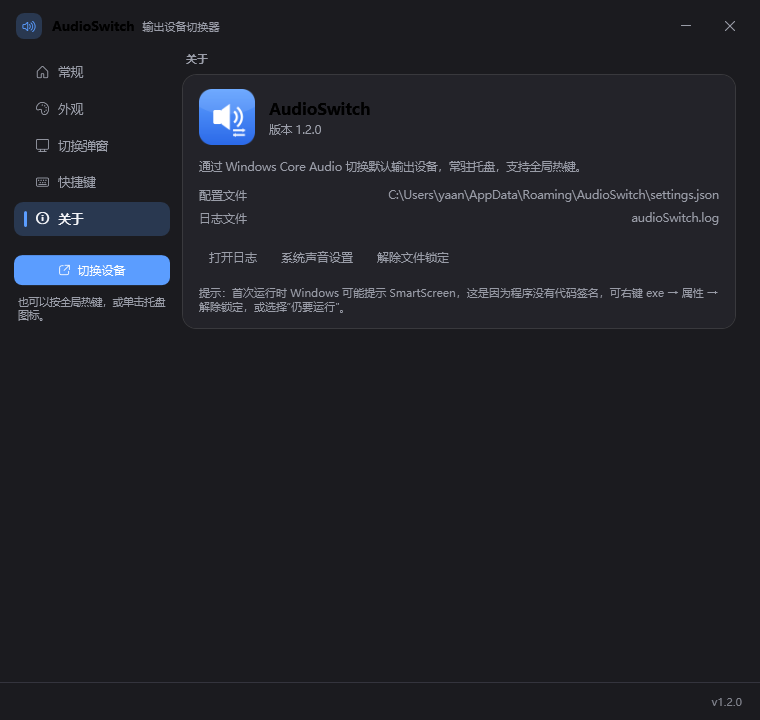 AudioSwitch 输出设备切换器
常规
外观
切换弹窗
快捷键
关于
切换设备
也可以按全局热键，或单击托盘
图标。
关于
AudioSwitch
版本 1.2.0
通过 Windows Core Audio 切换默认输出设备，常驻托盘，支持全局热键。
配置文件 C:\Users\yaan\AppData\Roaming\AudioSwitch\settings.json
日志文件 audioSwitch.log
打开日志 系统声音设置 解除文件锁定
提示：首次运行时 Windows 可能提示 SmartScreen，这是因为程序没有代码签名，可右键 exe → 属性 →
解除锁定，或选择“仍要运行”。
v1.2.0